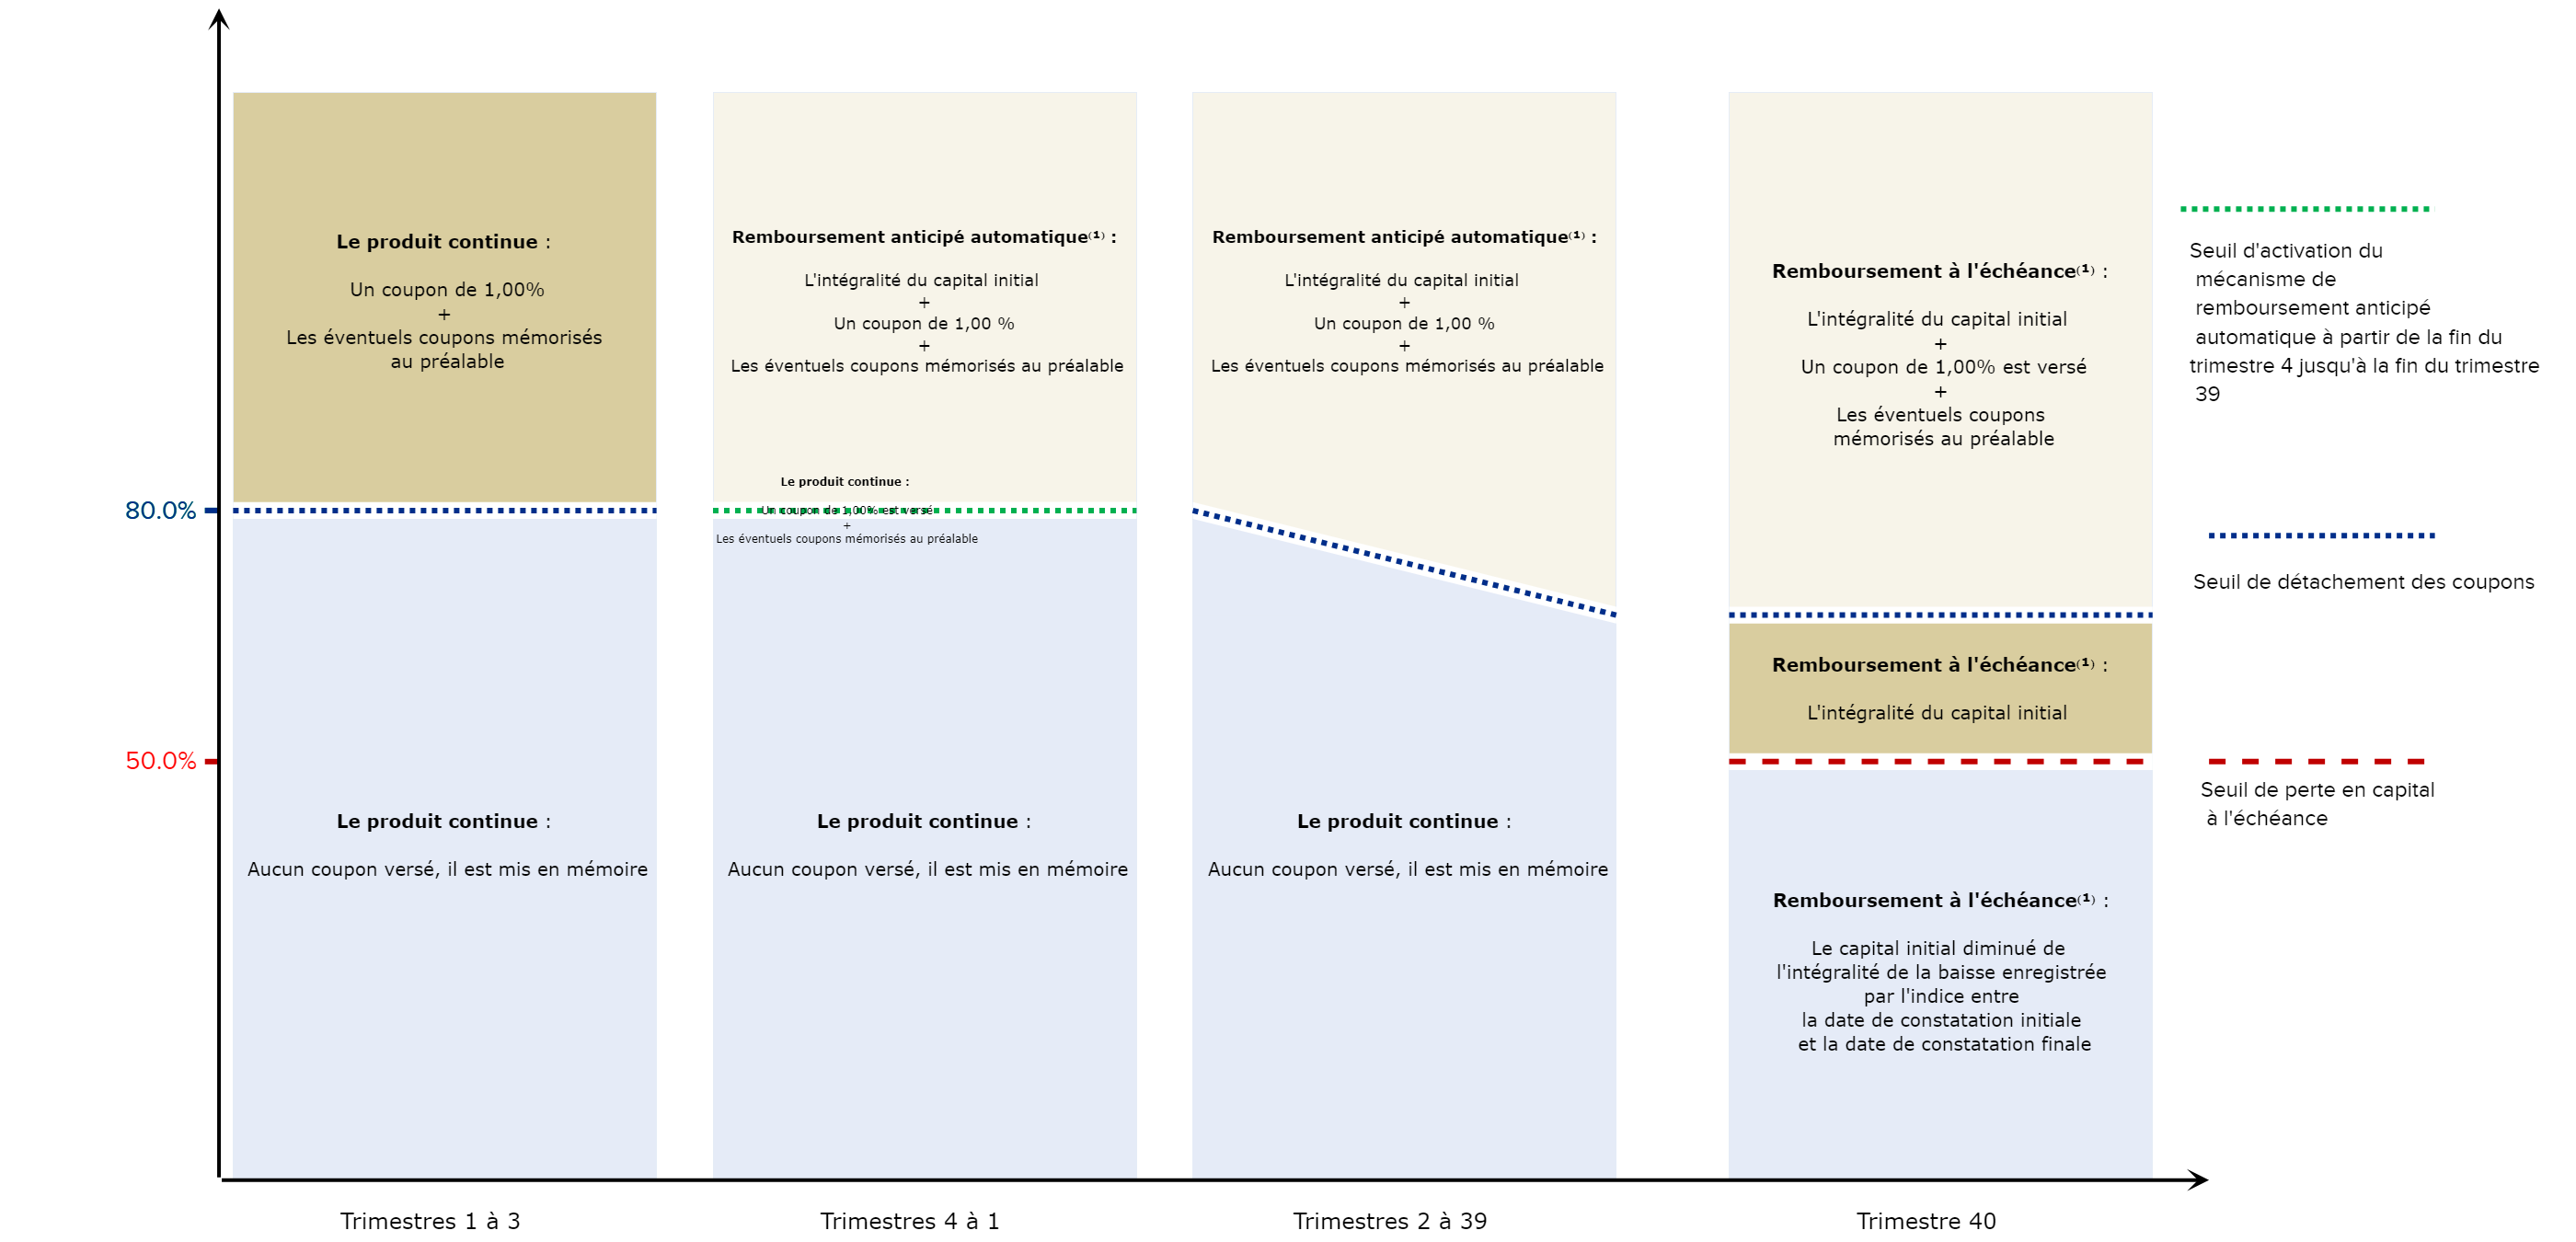 Le produit continue :
Un coupon de 1,00%
+
Les éventuels coupons mémorisés
au préalable
Remboursement anticipé automatique⁽¹⁾ :
L'intégralité du capital initial
+
Un coupon de 1,00 %
+
Les éventuels coupons mémorisés au préalable
Remboursement anticipé automatique⁽¹⁾ :
L'intégralité du capital initial
+
Un coupon de 1,00 %
+
Les éventuels coupons mémorisés au préalable
Remboursement à l'échéance⁽¹⁾ :
L'intégralité du capital initial
+
Un coupon de 1,00% est versé
+
Les éventuels coupons
mémorisés au préalable
Seuil d'activation du
mécanisme de
remboursement anticipé
automatique à partir de la fin du
trimestre 4 jusqu'à la fin du trimestre
39
Le produit continue :
Un coupon de 1,00% est versé
+
Les éventuels coupons mémorisés au préalable
80.0%
Seuil de détachement des coupons
Remboursement à l'échéance⁽¹⁾ :
L'intégralité du capital initial
50.0%
Seuil de perte en capital
à l'échéance
Le produit continue :
Aucun coupon versé, il est mis en mémoire
Le produit continue :
Aucun coupon versé, il est mis en mémoire
Le produit continue :
Aucun coupon versé, il est mis en mémoire
Remboursement à l'échéance⁽¹⁾ :
Le capital initial diminué de
l'intégralité de la baisse enregistrée
par l'indice entre
la date de constatation initiale
et la date de constatation finale
Trimestres 1 à 3
Trimestres 4 à 1
Trimestres 2 à 39
Trimestre 40